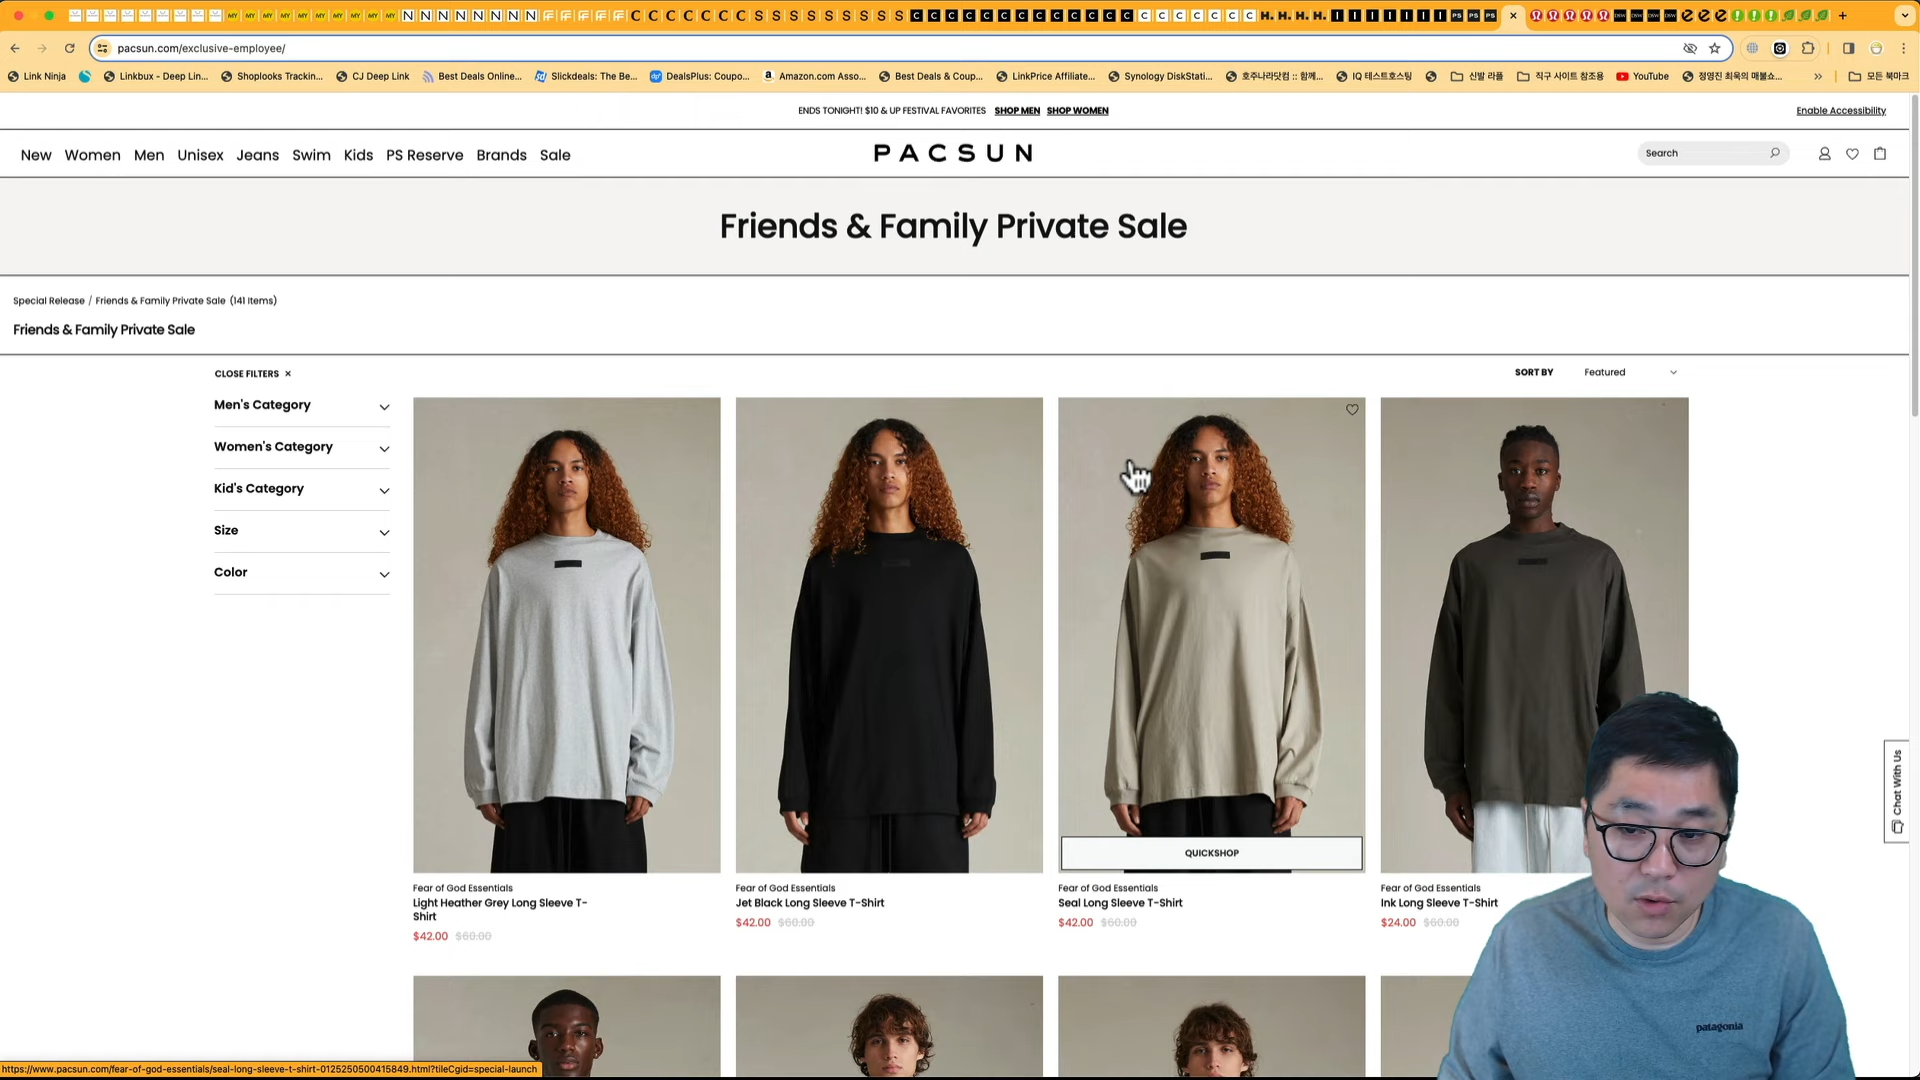 pacsun.com/exclusive-employee/
Link Ninja
Linkbux - Deep Lin...
Shoplooks Trackin...
CJ Deep Link
Best Deals Online...
Slickdeals: The Be...
DealsPlus: Coupo...
Amazon.com Asso...
Best Deals & Coup...
LinkPrice Affiliate...
Synology DiskStati...
호주나라닷컴 :: 함께...
IQ 테스트호스팅
신발 라플
직구 사이트 참조용
YouTube
정영진 최욱의 매불쇼...
모든 북마크
ENDS TONIGHT! $10 & UP FESTIVAL FAVORITES SHOP MEN SHOP WOMEN
Enable Accessibility
New Women Men Unisex Jeans Swim Kids PS Reserve Brands Sale
PACSUN
Search
Friends & Family Private Sale
Special Release / Friends & Family Private Sale (141 Items)
Friends & Family Private Sale
CLOSE FILTERS ×
SORT BY Featured
Men's Category
Women's Category
Kid's Category
Size
Color
QUICKSHOP
Fear of God Essentials
Light Heather Grey Long Sleeve T-
Shirt
$42.00 $60.00
Fear of God Essentials
Jet Black Long Sleeve T-Shirt
$42.00 $60.00
Fear of God Essentials
Seal Long Sleeve T-Shirt
$42.00 $60.00
Fear of God Essentials
Ink Long Sleeve T-Shirt
$24.00 $60.00
Chat With Us
patagonia
https://www.pacsun.com/fear-of-god-essentials/seal-long-sleeve-t-shirt-0125250500415849.html?tileCgid=special-launch